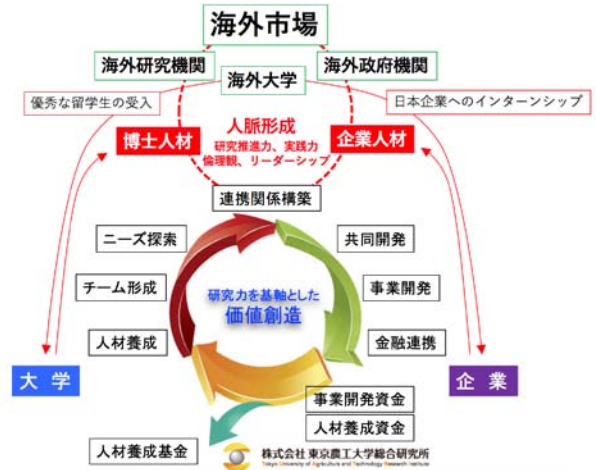 海外市場
海外研究機関
海外政府機関
海外大学
優秀な留学生の受入
日本企業へのインターンシップ
人脈形成
博士人材
企業人材
研究推進力、実践力
倫理観、リーダーシップ
連携関係構築
ニーズ探索
共同開発
チーム形成
事業開発
研究力を基軸とした
価値創造
人材養成
金融連携
大学
企業
事業開発資金
人材養成資金
人材養成基金
株式会社 東京農工大学総合研究所
Tokyo University of Agriculture and Technology Research Institute